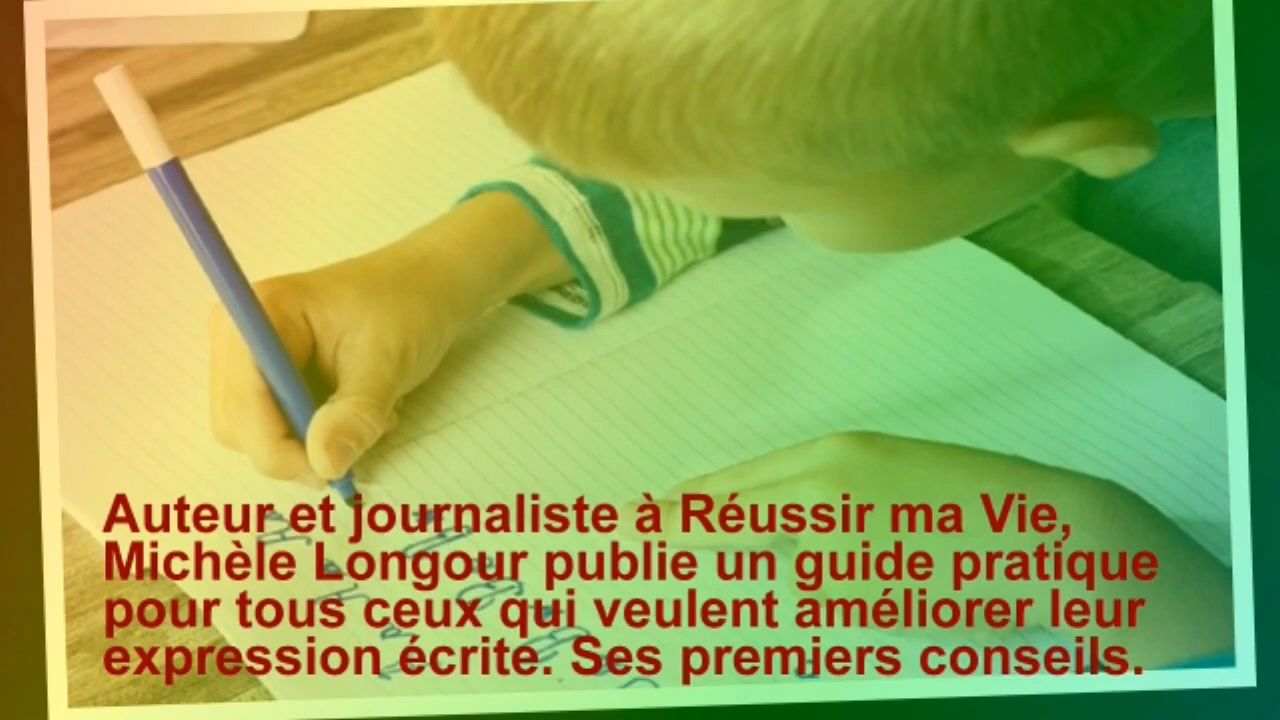 Auteur et journaliste à Réussir ma Vie,
Michèle Longour publie un guide pratique
pour tous ceux qui veulent améliorer leur
expression écrite. Ses premiers conseils.